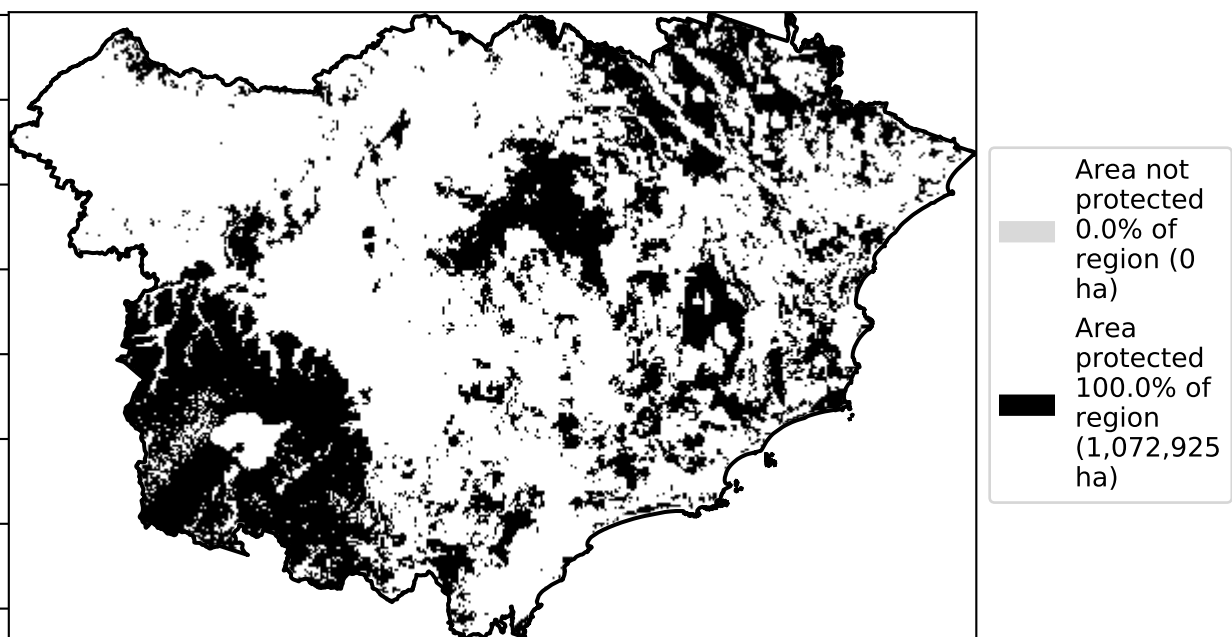 Area not
protected
0.0% of
region (0
ha)
Area
protected
100.0% of
region
(1,072,925
ha)